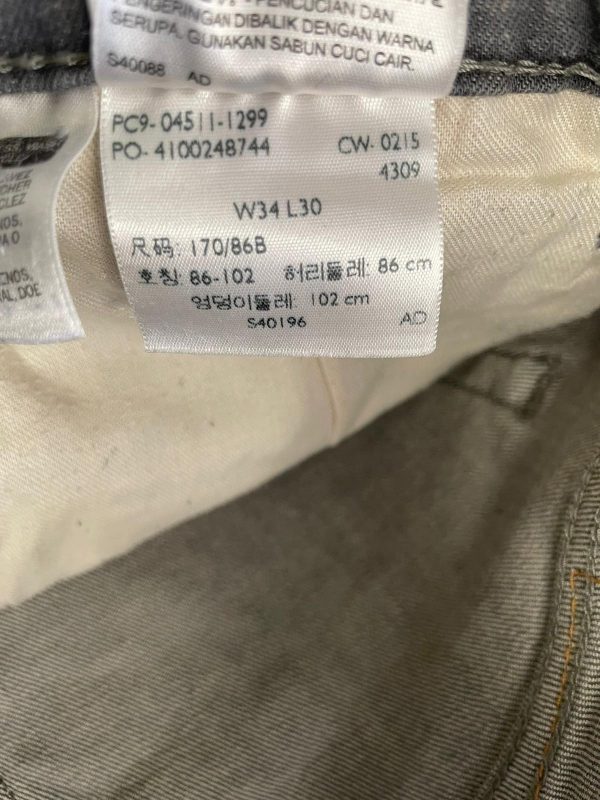 PENCUCIAN DAN
PENGERINGAN DIBALIK DENGAN WARNA
SERUPA. GUNAKAN SABUN CUCI CAIR.
S40088 AD
PC9-04511-1299
PO-4100248744 CW-0215
4309
W34 L30
尺码: 170/86B
호칭: 86-102 허리둘레: 86 cm
엉덩이둘레: 102 cm
S40196 AD